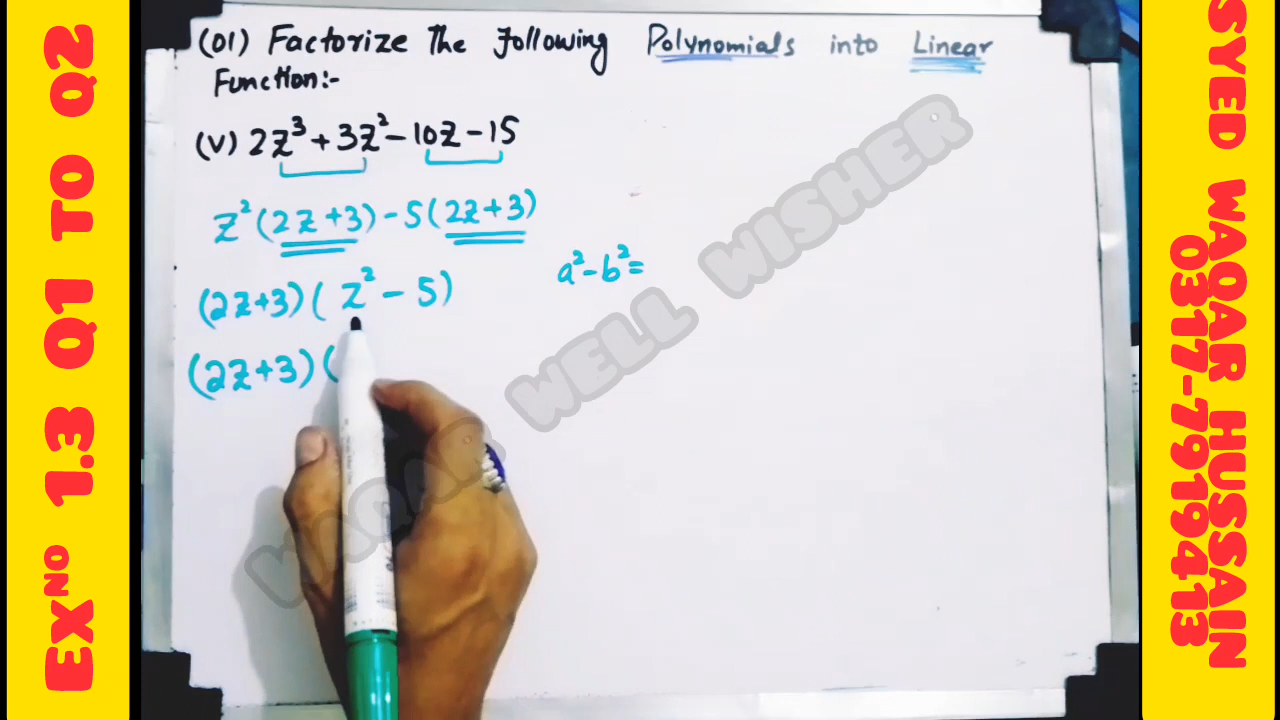 EXᴺᴼ 1.3 Q1 TO Q2
(01) Factorize The following Polynomials into Linear
Function:-
(V) 2z³ + 3z² - 10z - 15
z² (2z+3) - 5 (2z+3)
a² - b² =
(2z+3) ( z² - 5)
(2z+3) (
WAQAR WELL WISHER
SYED WAQAR HUSSAIN
0317-7919413